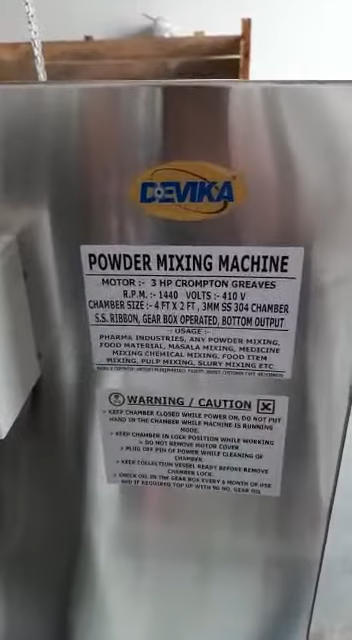 DEVIKA
POWDER MIXING MACHINE
MOTOR :- 3 HP CROMPTON GREAVES
R.P.M. :- 1440 VOLTS :- 410 V
CHAMBER SIZE :- 4 FT X 2 FT , 3MM SS 304 CHAMBER
S.S. RIBBON, GEAR BOX OPERATED, BOTTOM OUTPUT
:- USAGE :-
PHARMA INDUSTRIES, ANY POWDER MIXING,
FOOD MATERIAL, MASALA MIXING, MEDICINE
MIXING CHEMICAL MIXING, FOOD ITEM
MIXING, PULP MIXING, SLURY MIXING ETC
WARNING / CAUTION
> KEEP CHAMBER CLOSED WHILE POWER ON, DO NOT PUT
HAND IN THE CHAMBER WHILE MACHINE IS RUNNING
MODE.
> KEEP CHAMBER IN LOCK POSITION WHILE WORKING
> DO NOT REMOVE MOTOR COVER
> PLUG OFF PIN OF POWER WHILE CLEANING OF
CHAMBER
> KEEP COLLECTION VESSEL READY BEFORE REMOVE
CHAMBER LOCK.
> CHECK OIL IN THE GEAR BOX EVERY 6 MONTH OF USE
AND IF REQUIRED TOP UP WITH 90 NO. GEAR OIL